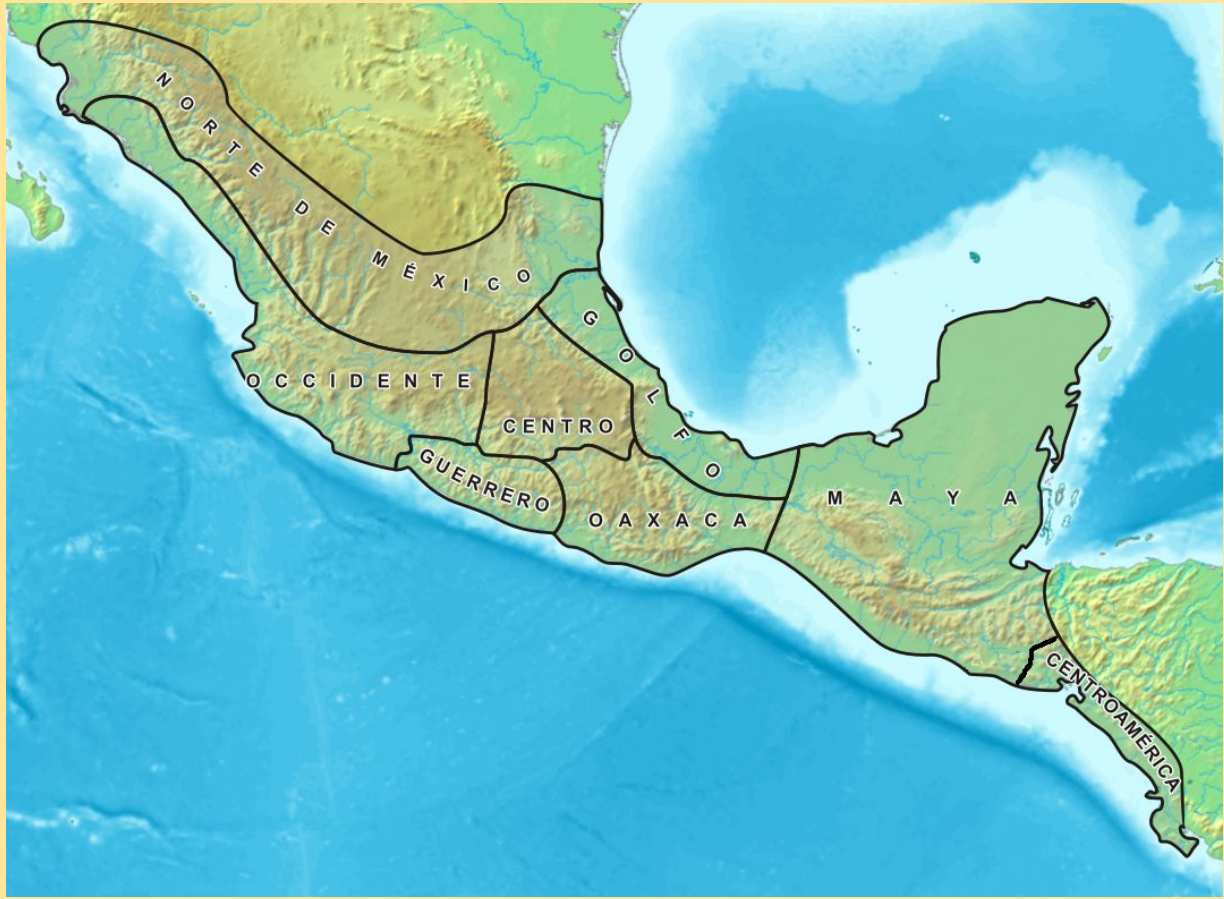 NORTE DE MÉXICO
GOLFO
OCCIDENTE
CENTRO
GUERRERO
OAXACA
MAYA
CENTROAMÉRICA